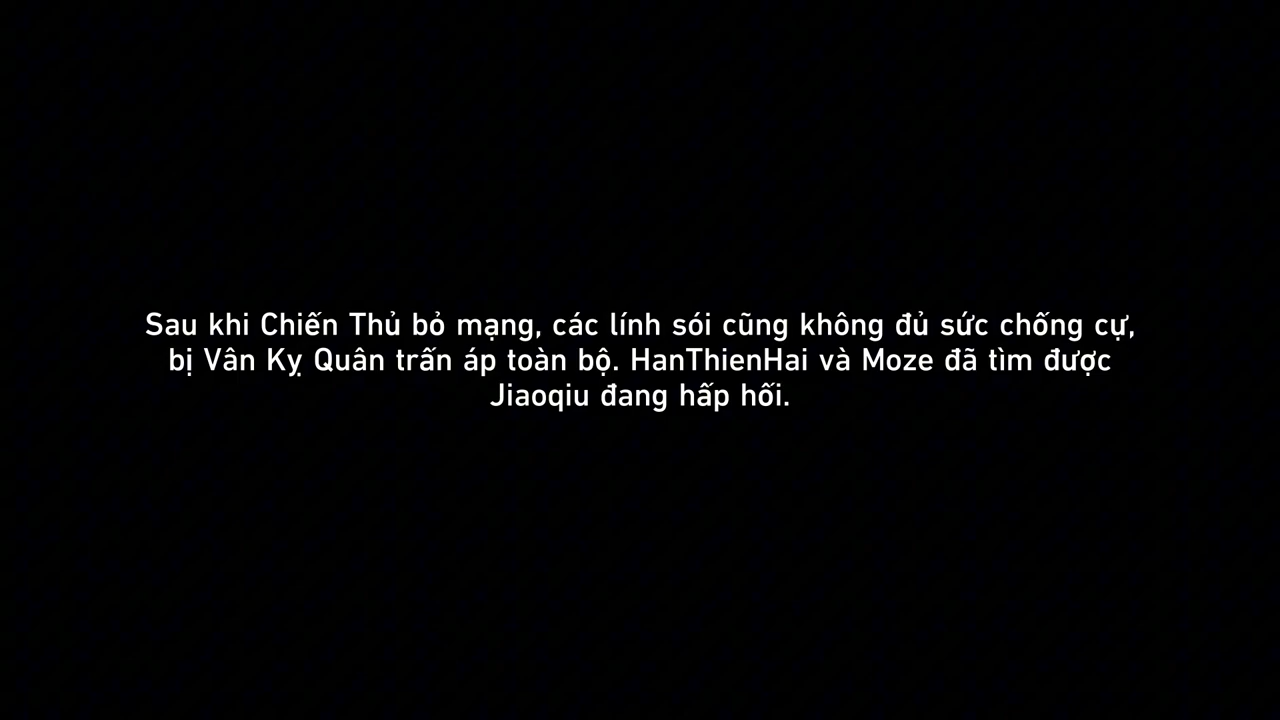 Sau khi Chiến Thủ bỏ mạng, các lính sói cũng không đủ sức chống cự,
bị Vân Kỵ Quân trấn áp toàn bộ. HanThienHai và Moze đã tìm được
Jiaoqiu đang hấp hối.